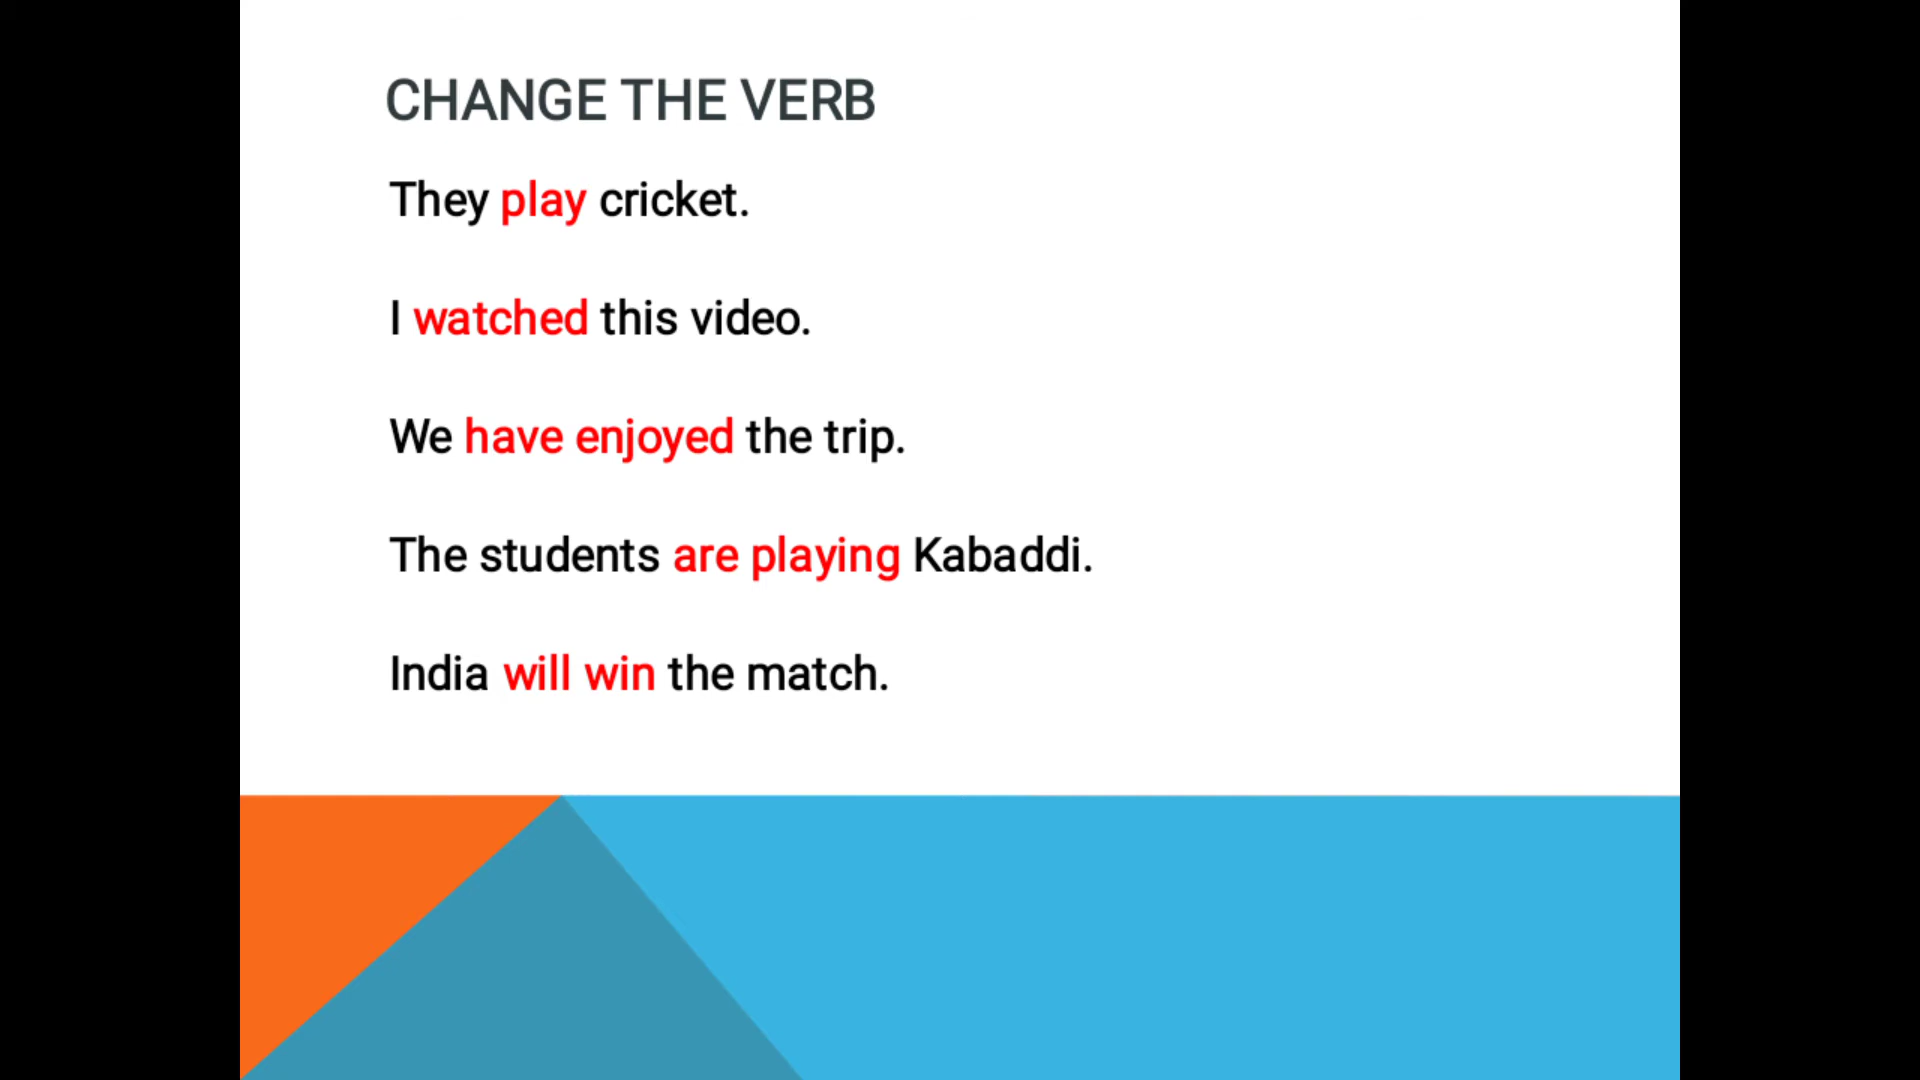 CHANGE THE VERB
They play cricket.
I watched this video.
We have enjoyed the trip.
The students are playing Kabaddi.
India will win the match.